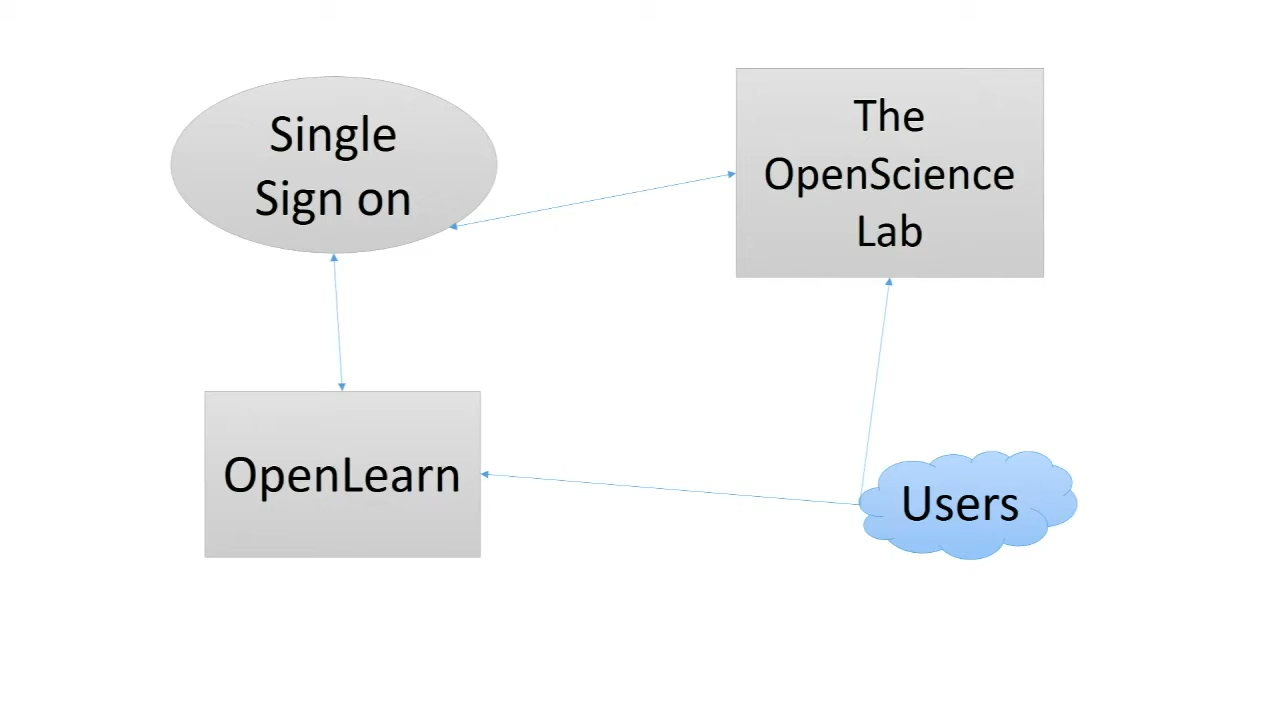 Single
Sign on
The
OpenScience
Lab
OpenLearn
Users